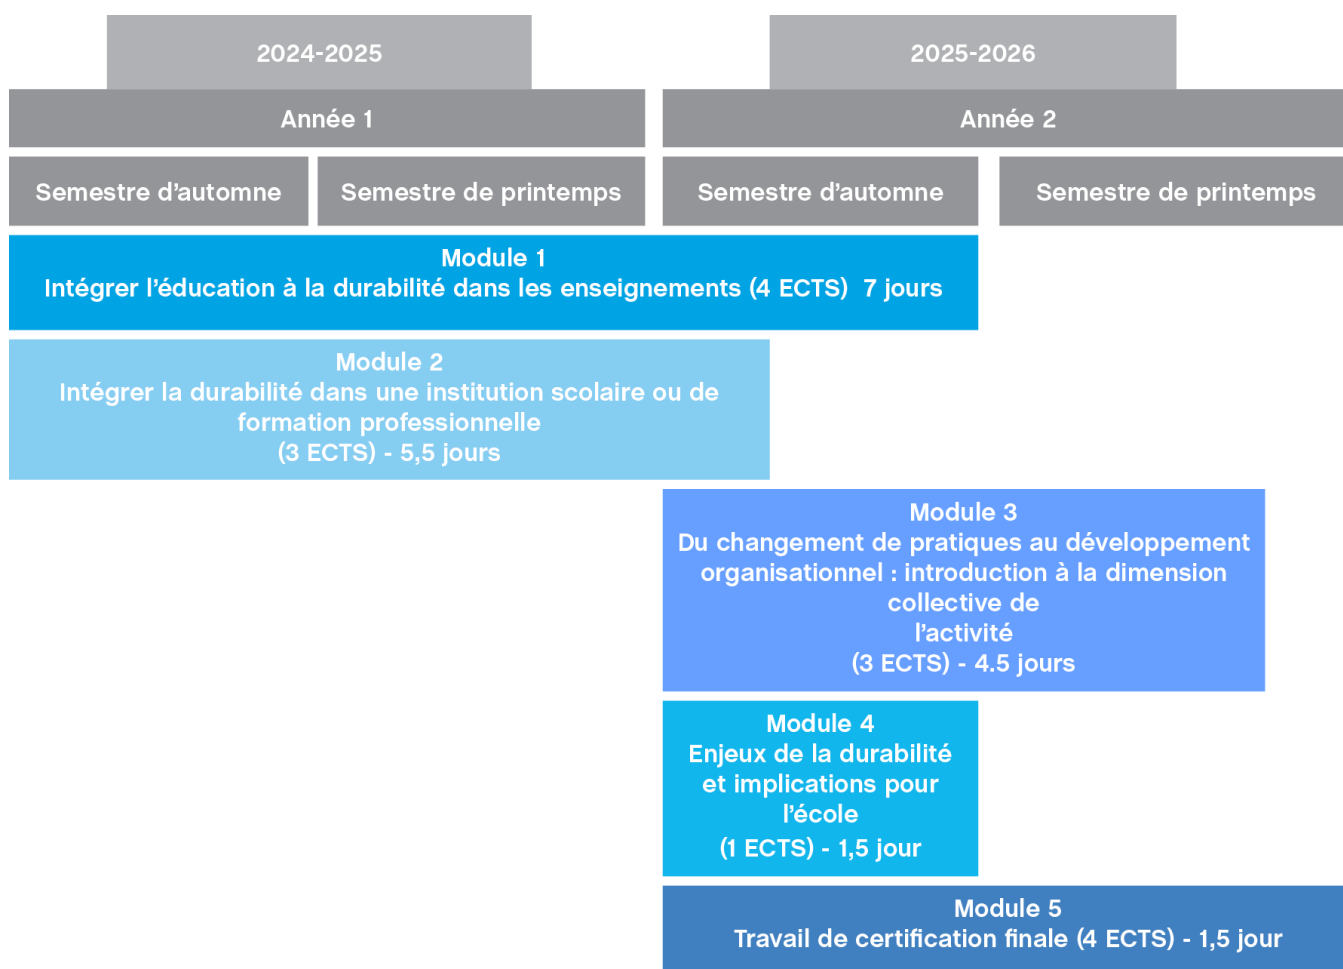 2024-2025
2025-2026
Année 1
Année 2
Semestre d’automne
Semestre de printemps
Semestre d’automne
Semestre de printemps
Module 1
Intégrer l’éducation à la durabilité dans les enseignements (4 ECTS)  7 jours
Module 2
Intégrer la durabilité dans une institution scolaire ou de
formation professionnelle
(3 ECTS) - 5,5 jours
Module 3
Du changement de pratiques au développement
organisationnel : introduction à la dimension
collective de
l’activité
(3 ECTS) - 4.5 jours
Module 4
Enjeux de la durabilité
et implications pour
l’école
(1 ECTS) - 1,5 jour
Module 5
Travail de certification finale (4 ECTS) - 1,5 jour